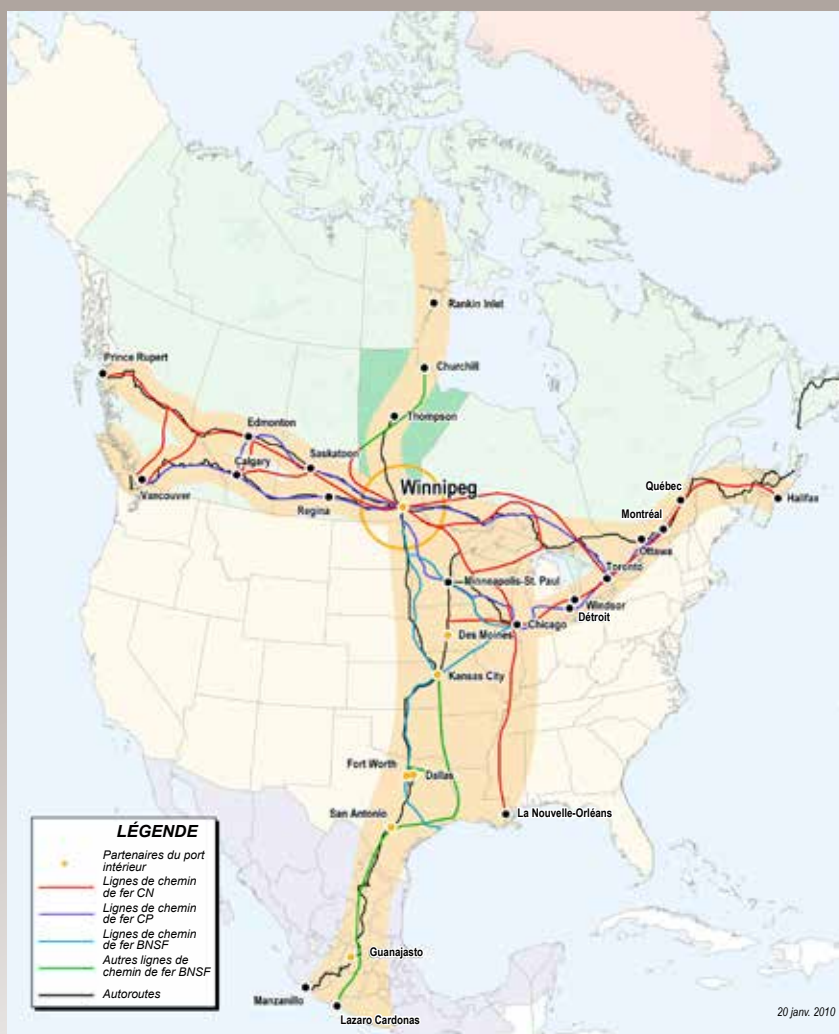 Rankin Inlet
Churchill
Prince Rupert
Thompson
Edmonton
Saskatoon
Calgary
Winnipeg
Vancouver
Regina
Québec
Halifax
Montréal
Ottawa
Toronto
Minneapolis-St. Paul
Windsor
Détroit
Chicago
Des Moines
Kansas City
Fort Worth
Dallas
San Antonio
La Nouvelle-Orléans
LÉGENDE
Partenaires du port
intérieur
Lignes de chemin
de fer CN
Lignes de chemin
de fer CP
Lignes de chemin
de fer BNSF
Autres lignes de
chemin de fer BNSF
Autoroutes
Guanajasto
Manzanillo
Lazaro Cardonas
20 janv. 2010